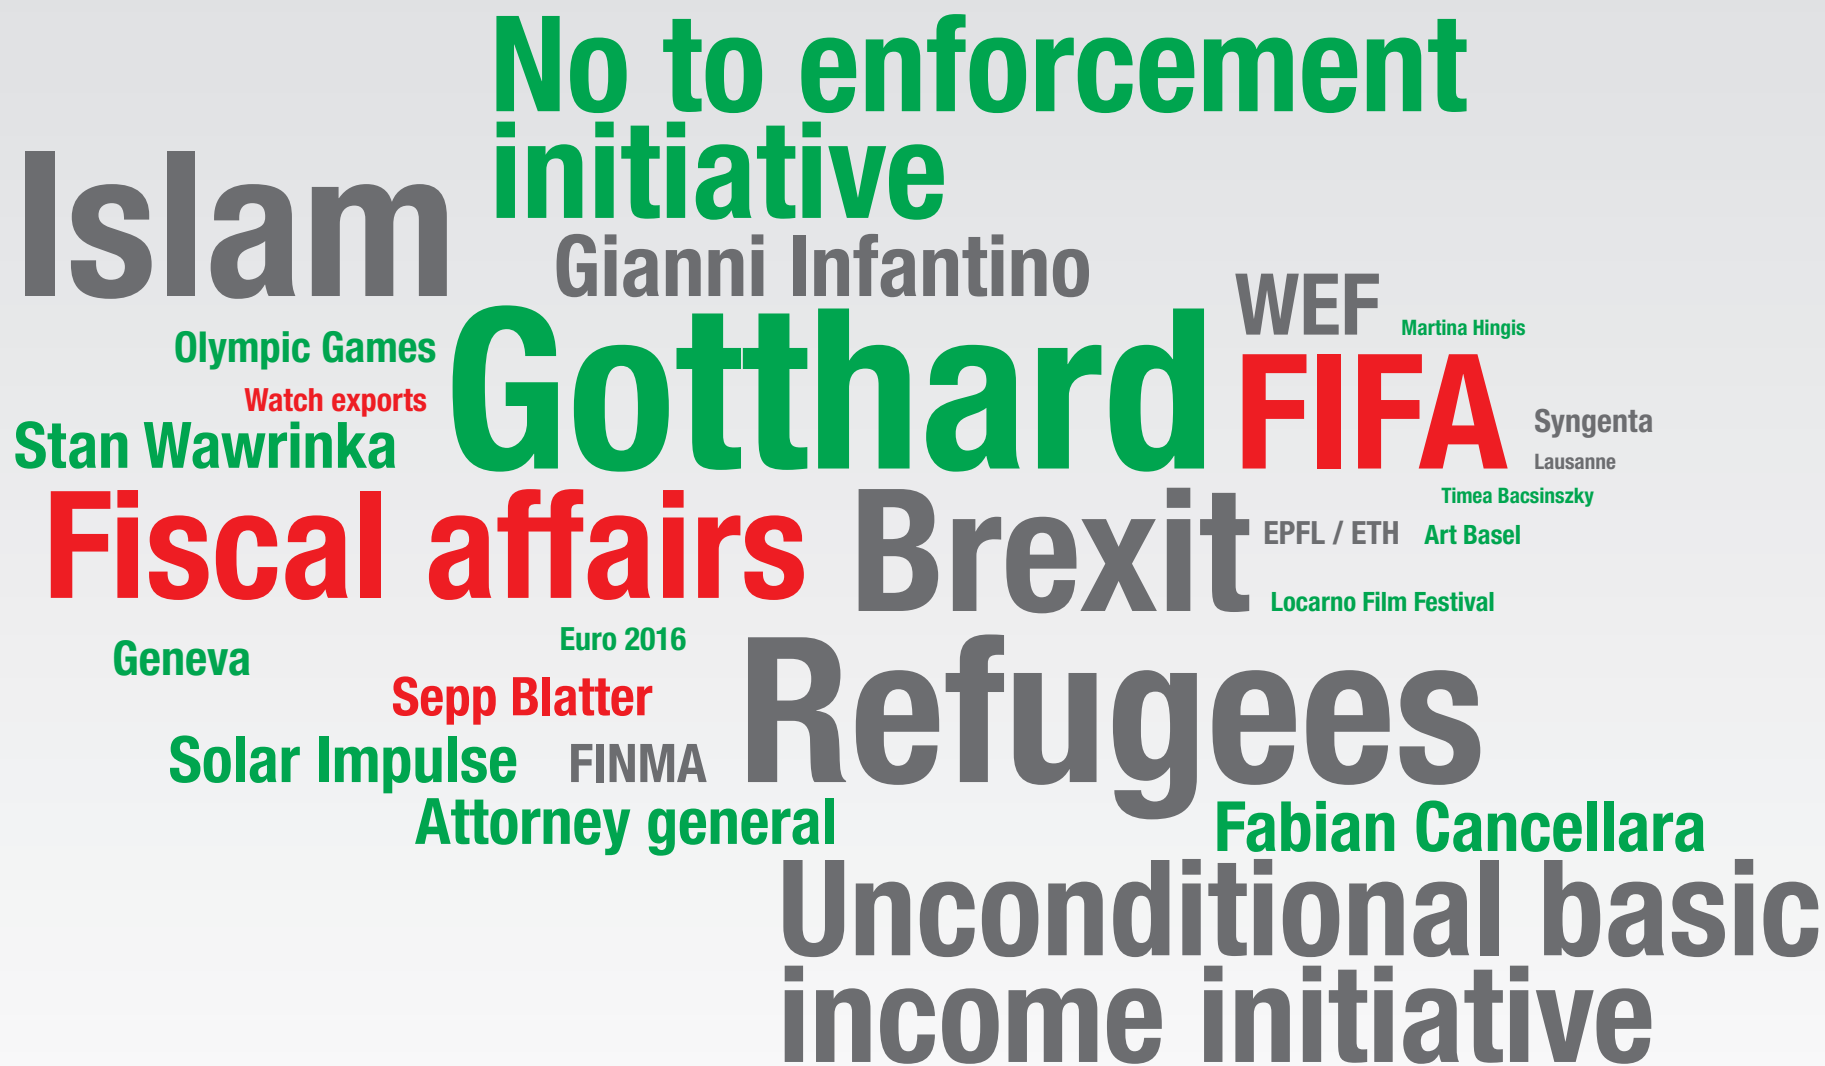 No to enforcement
initiative
Islam
Gianni Infantino
WEF
Martina Hingis
Olympic Games
Gotthard
FIFA
Watch exports
Syngenta
Stan Wawrinka
Lausanne
Timea Bacsinszky
Fiscal affairs
Brexit
EPFL / ETH
Art Basel
Locarno Film Festival
Euro 2016
Geneva
Refugees
Sepp Blatter
Solar Impulse
FINMA
Attorney general
Fabian Cancellara
Unconditional basic
income initiative